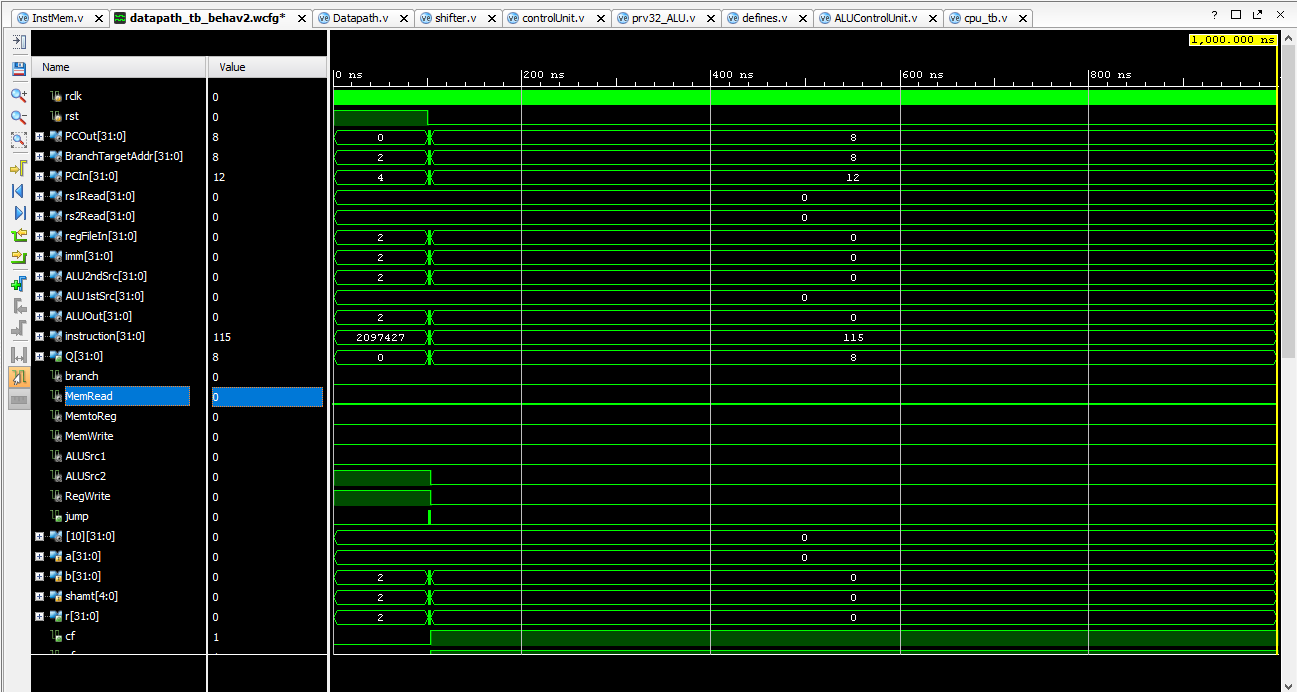 InstMem.v datapath_tb_behav2.wcfg* Datapath.v shifter.v controlUnit.v prv32_ALU.v defines.v ALUControlUnit.v cpu_tb.v
1,000.000 ns
Name Value
0 ns 200 ns 400 ns 600 ns 800 ns
rclk 0
rst 0
PCOut[31:0] 8 0 8
BranchTargetAddr[31:0] 8 2 8
PCIn[31:0] 12 4 12
rs1Read[31:0] 0 0
rs2Read[31:0] 0 0
regFileIn[31:0] 0 2 0
imm[31:0] 0 2 0
ALU2ndSrc[31:0] 0 2 0
ALU1stSrc[31:0] 0 0
ALUOut[31:0] 0 2 0
instruction[31:0] 115 2097427 115
Q[31:0] 8 0 8
branch 0
MemRead 0
MemtoReg 0
MemWrite 0
ALUSrc1 0
ALUSrc2 0
RegWrite 0
jump 0
[10][31:0] 0 0
a[31:0] 0 0
b[31:0] 0 2 0
shamt[4:0] 0 2 0
r[31:0] 0 2 0
cf 1